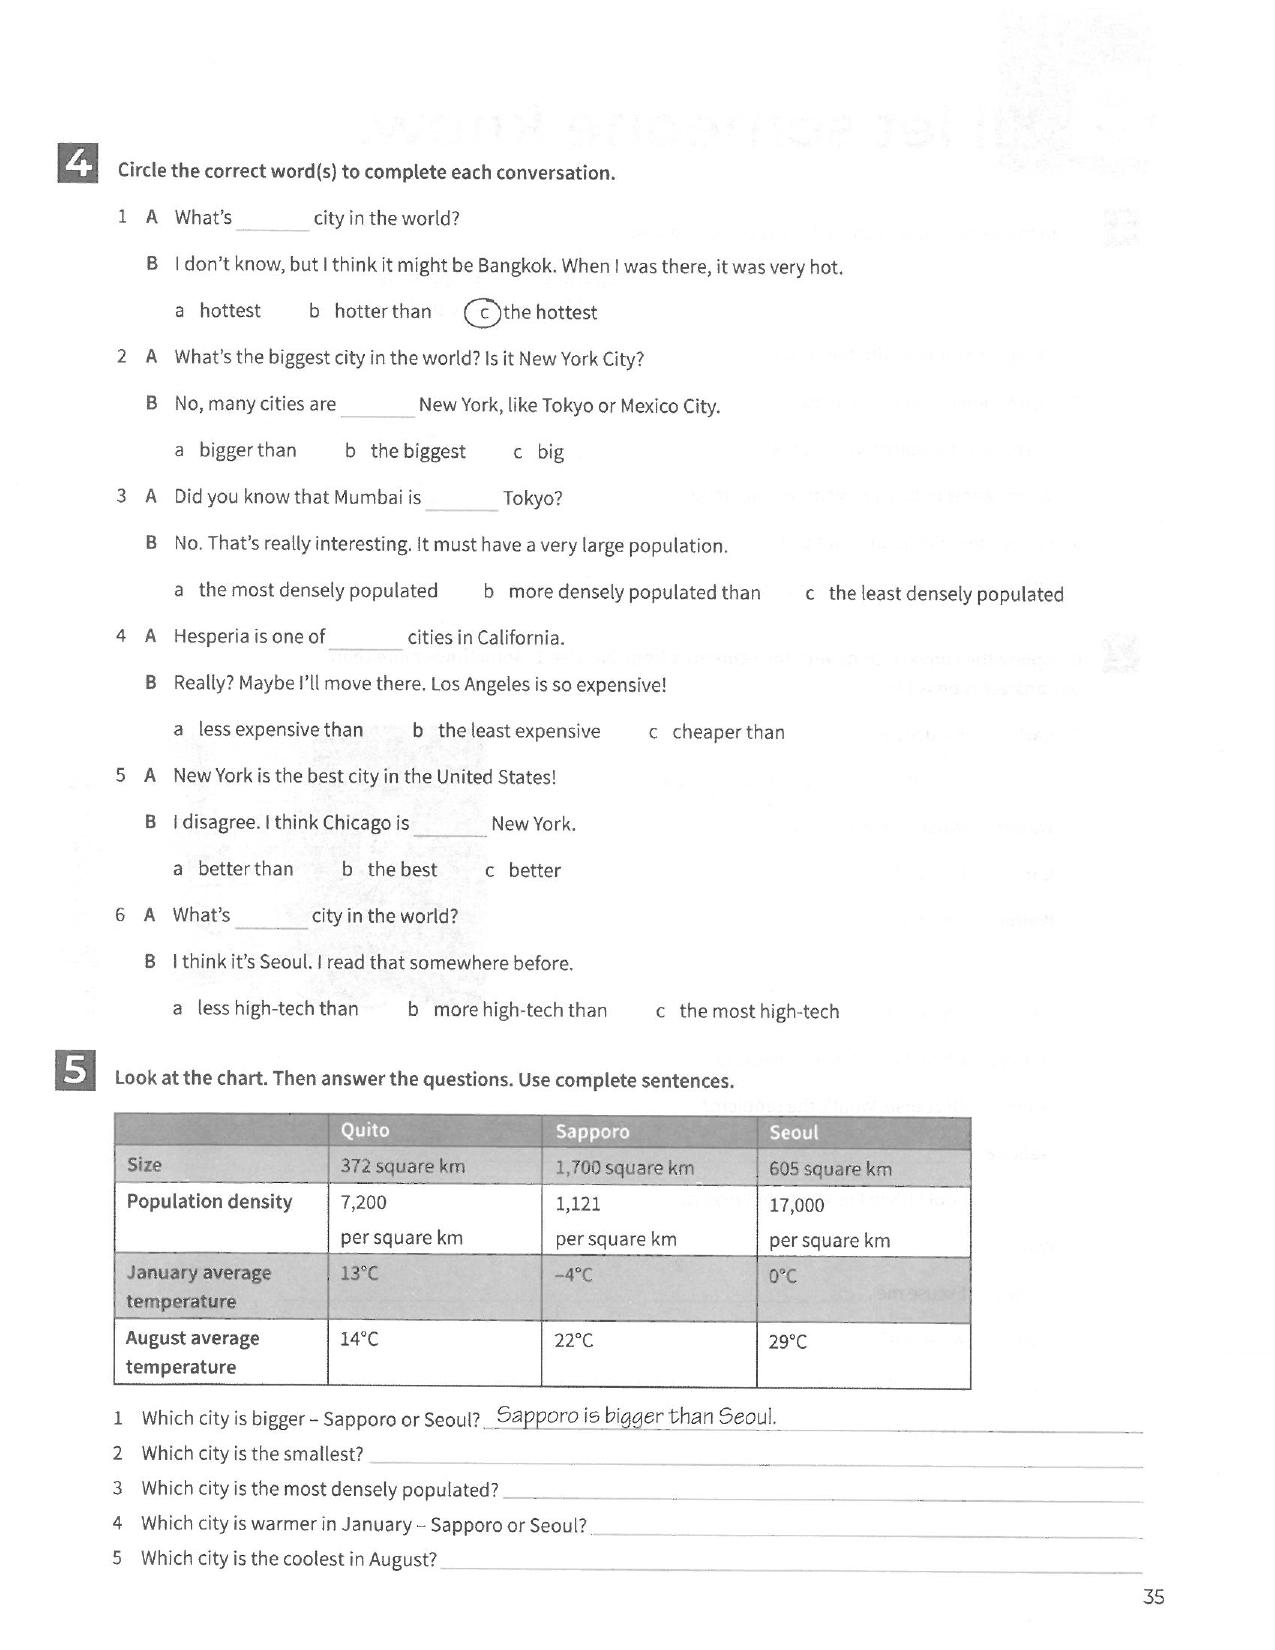 4 Circle the correct word(s) to complete each conversation.
1 A What's ______ city in the world?
B I don't know, but I think it might be Bangkok. When I was there, it was very hot.
a hottest b hotter than c the hottest
2 A What's the biggest city in the world? Is it New York City?
B No, many cities are ______ New York, like Tokyo or Mexico City.
a bigger than b the biggest c big
3 A Did you know that Mumbai is ______ Tokyo?
B No. That's really interesting. It must have a very large population.
a the most densely populated b more densely populated than c the least densely populated
4 A Hesperia is one of ______ cities in California.
B Really? Maybe I'll move there. Los Angeles is so expensive!
a less expensive than b the least expensive c cheaper than
5 A New York is the best city in the United States!
B I disagree. I think Chicago is ______ New York.
a better than b the best c better
6 A What's ______ city in the world?
B I think it's Seoul. I read that somewhere before.
a less high-tech than b more high-tech than c the most high-tech
5 Look at the chart. Then answer the questions. Use complete sentences.
Quito Sapporo Seoul
Size 372 square km 1,700 square km 605 square km
Population density 7,200 1,121 17,000
per square km per square km per square km
January average 13°C –4°C 0°C
temperature
August average 14°C 22°C 29°C
temperature
1 Which city is bigger – Sapporo or Seoul? Sapporo is bigger than Seoul.
2 Which city is the smallest?
3 Which city is the most densely populated?
4 Which city is warmer in January – Sapporo or Seoul?
5 Which city is the coolest in August?
35